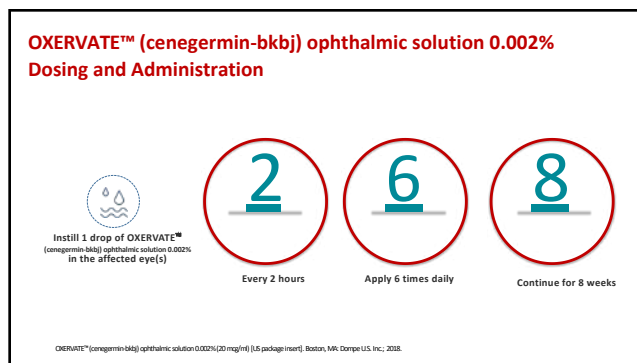 OXERVATE™ (cenegermin-bkbj) ophthalmic solution 0.002%
Dosing and Administration
2
6
8
Instill 1 drop of OXERVATE™
(cenegermin-bkbj) ophthalmic solution 0.002%
in the affected eye(s)
Every 2 hours
Apply 6 times daily
Continue for 8 weeks
OXERVATE™ (cenegermin-bkbj) ophthalmic solution 0.002% (20 mcg/ml) [US package insert]. Boston, MA: Dompe U.S. Inc.; 2018.